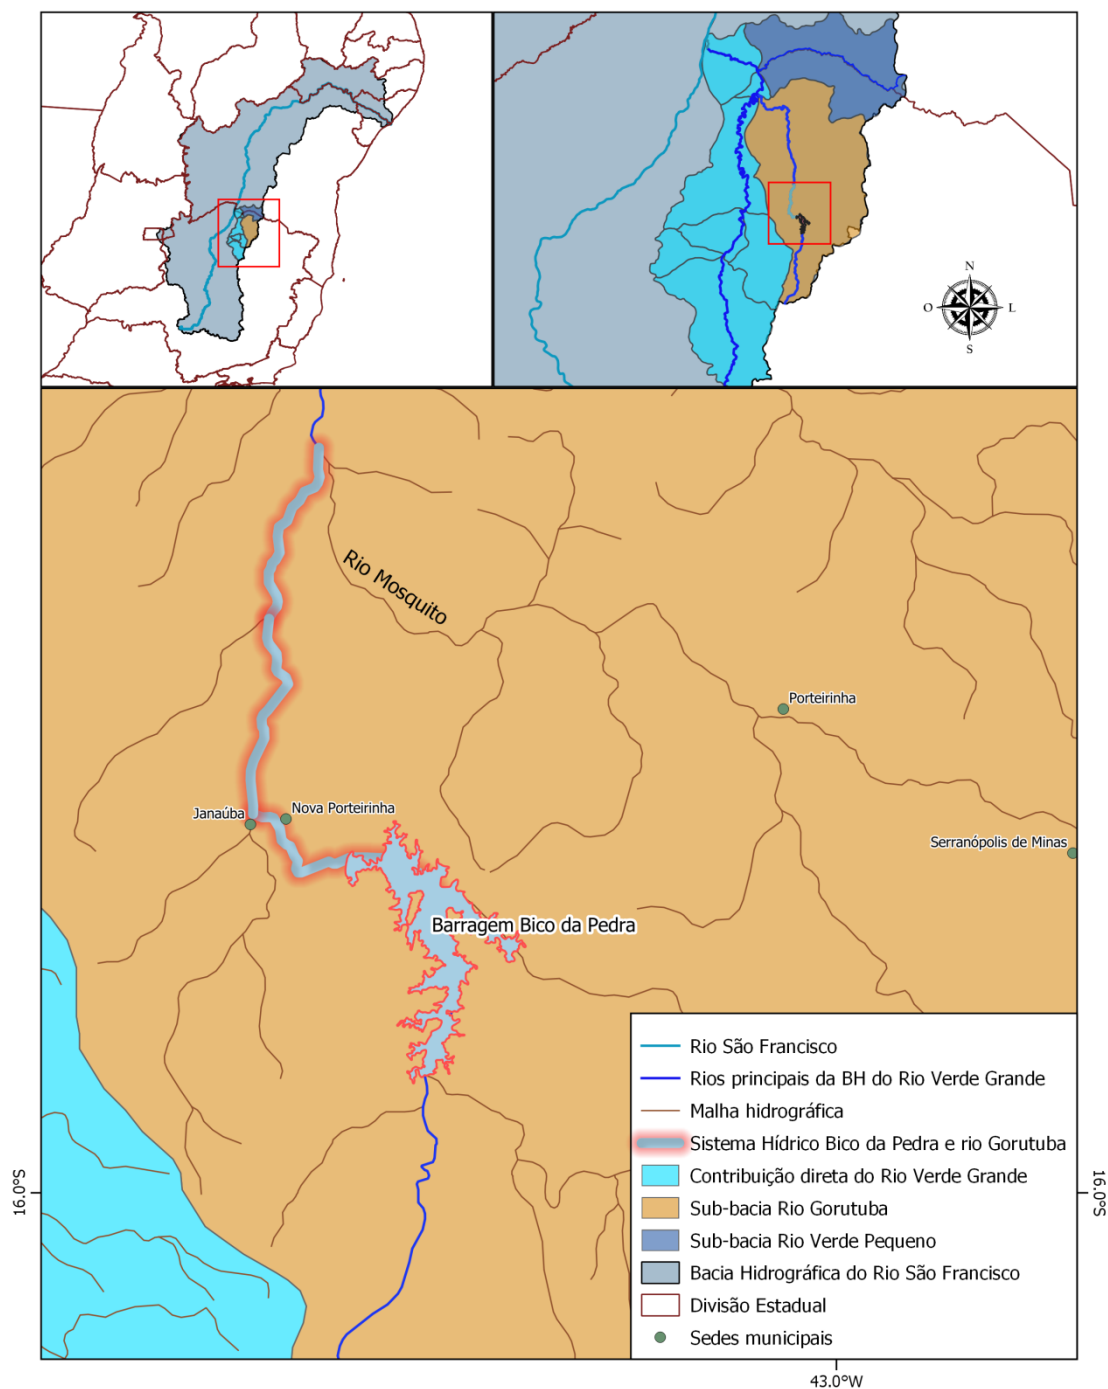 N
O
L
S
Rio Mosquito
Porteirinha
Nova Porteirinha
Janaúba
Serranópolis de Minas
Barragem Bico da Pedra
Rio São Francisco
Rios principais da BH do Rio Verde Grande
Malha hidrográfica
Sistema Hídrico Bico da Pedra e rio Gorutuba
Contribuição direta do Rio Verde Grande
Sub-bacia Rio Gorutuba
Sub-bacia Rio Verde Pequeno
Bacia Hidrográfica do Rio São Francisco
Divisão Estadual
Sedes municipais
16.0°S
16.0°S
43.0°W